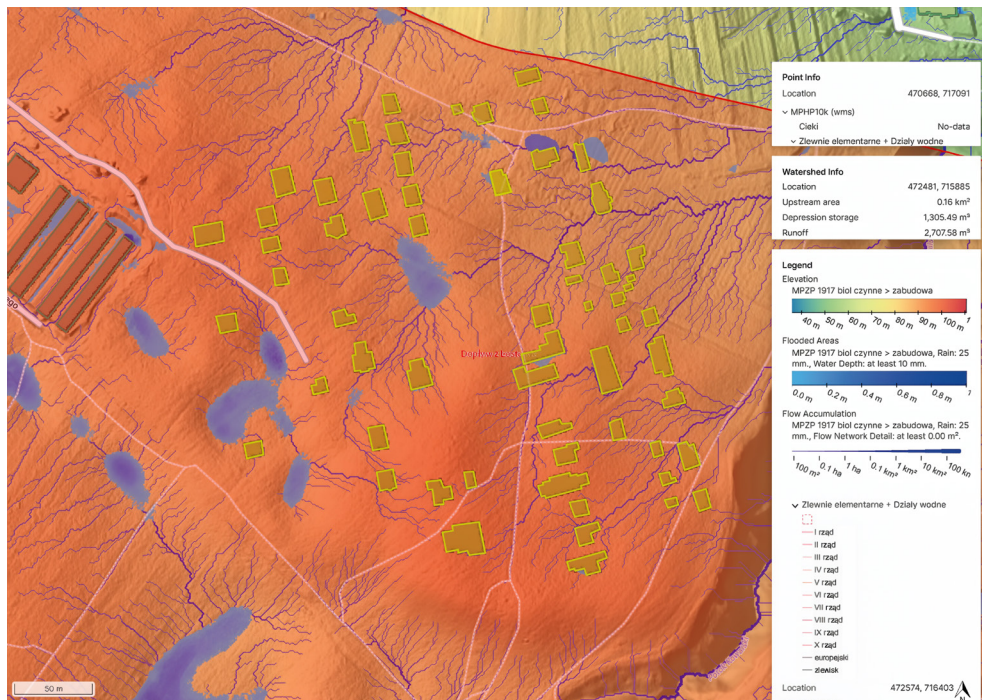 Point Info
Location 470668, 717091
MPHP10k (wms)
Cieki No-data
Zlewnie elementarne + Działy wodne
Watershed Info
Location 472481, 715885
Upstream area 0.16 km²
Depression storage 1,305.49 m³
Runoff 2,707.58 m³
Legend
Elevation
MPZP 1917 biol czynne > zabudowa
40 m 50 m 60 m 70 m 80 m 90 m 100 m 1
Flooded Areas
MPZP 1917 biol czynne > zabudowa, Rain: 25
mm., Water Depth: at least 10 mm.
0.0 m 0.2 m 0.4 m 0.6 m 0.8 m 1
Flow Accumulation
MPZP 1917 biol czynne > zabudowa, Rain: 25
mm., Flow Network Detail: at least 0.00 m².
100 m² 0.1 ha 1 ha 0.1 km² 1 km² 10 km² 100 km
Zlewnie elementarne + Działy wodne
I rząd
II rząd
III rząd
IV rząd
V rząd
VI rząd
VII rząd
VIII rząd
IX rząd
X rząd
europejski
zlewisk
Location 472574, 716403
N
Dopływ z
50 m